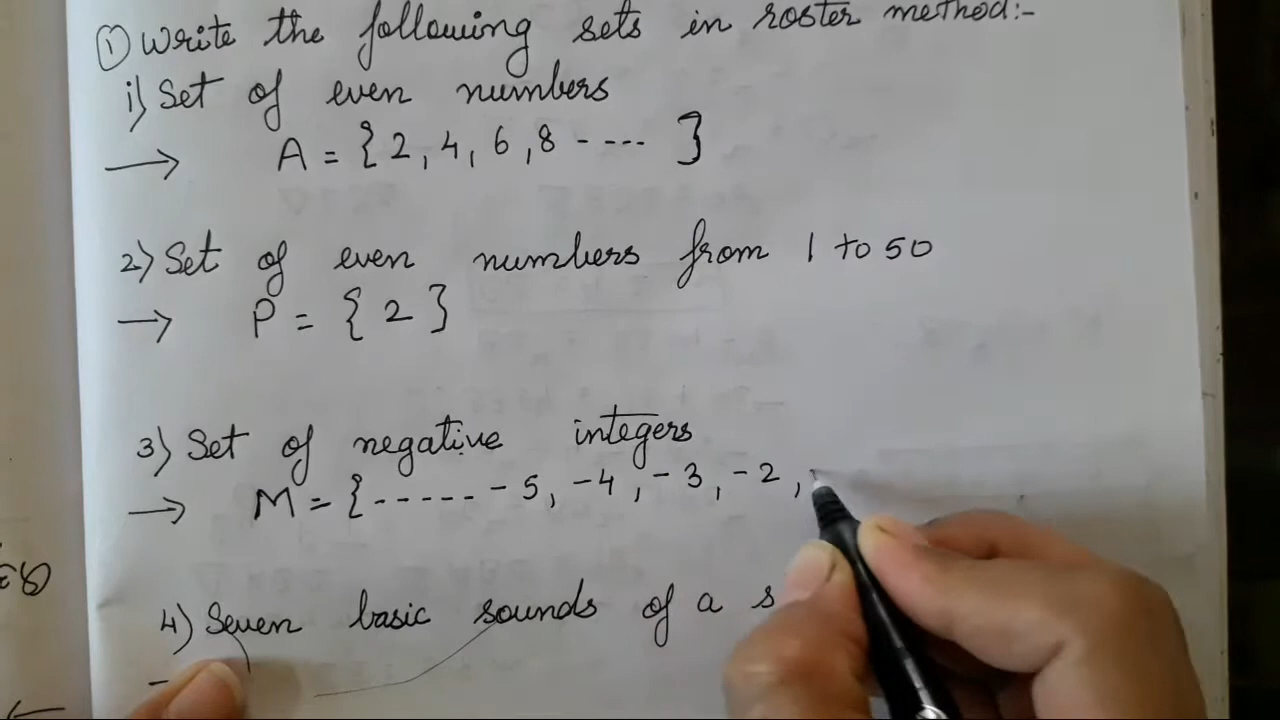 ① Write the following sets in roster method:-
i) Set of even numbers
→ A = {2, 4, 6, 8 - ---- }
2) Set of even numbers from 1 to 50
→ P = { 2 }
3) Set of negative integers
→ M = {----- -5, -4, -3, -2,
4) Seven basic sounds of a s